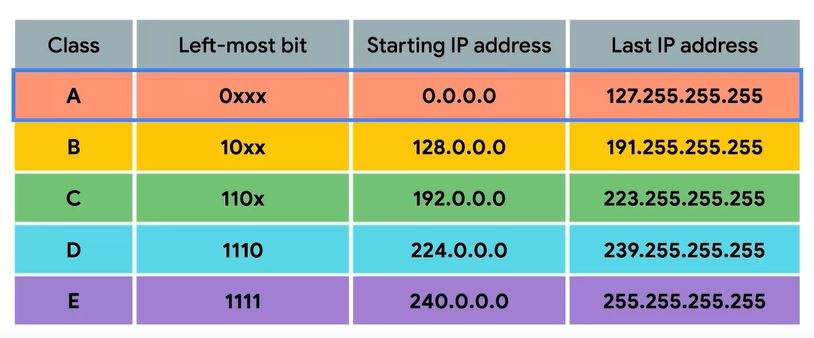 Class Left-most bit Starting IP address Last IP address
A 0xxx 0.0.0.0 127.255.255.255
B 10xx 128.0.0.0 191.255.255.255
C 110x 192.0.0.0 223.255.255.255
D 1110 224.0.0.0 239.255.255.255
E 1111 240.0.0.0 255.255.255.255